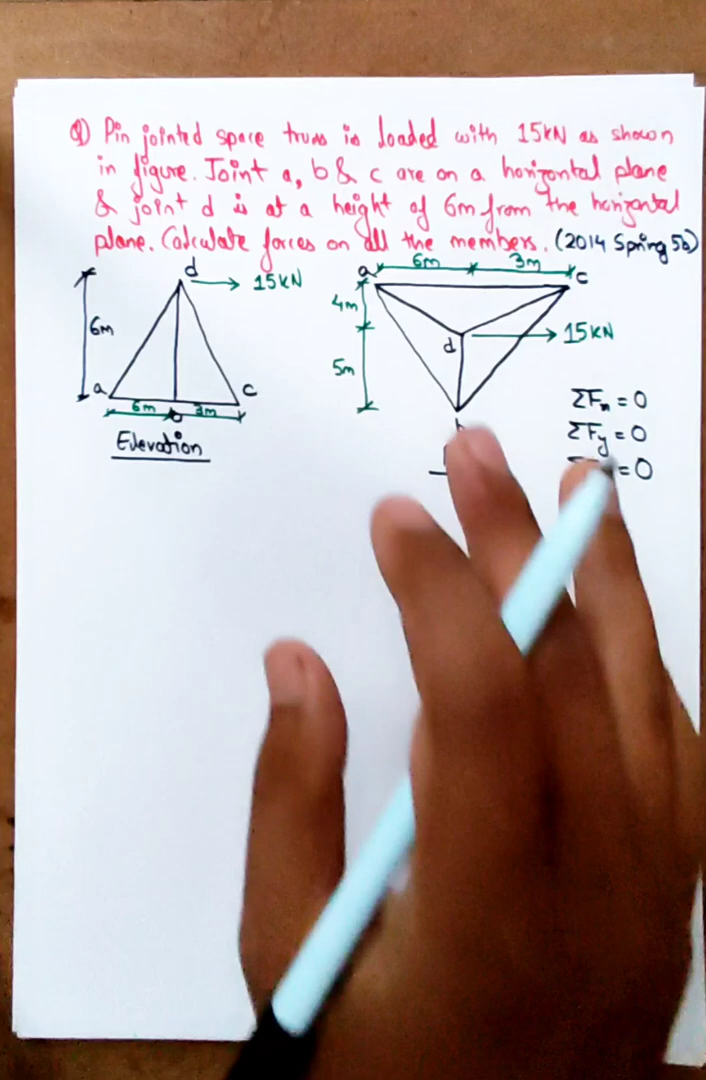 Q) Pin jointed space truss is loaded with 15kN as shown
in figure. Joint a, b & c are on a horizontal plane
& joint d is at a height of 6m from the horizontal
plane. Calculate forces on all the members. (2014 Spring 5b)
d
15kN
6m
a
c
6m
3m
b
Elevation
6m
3m
a
c
4m
d
15kN
5m
ΣFx = 0
ΣFy = 0
= 0